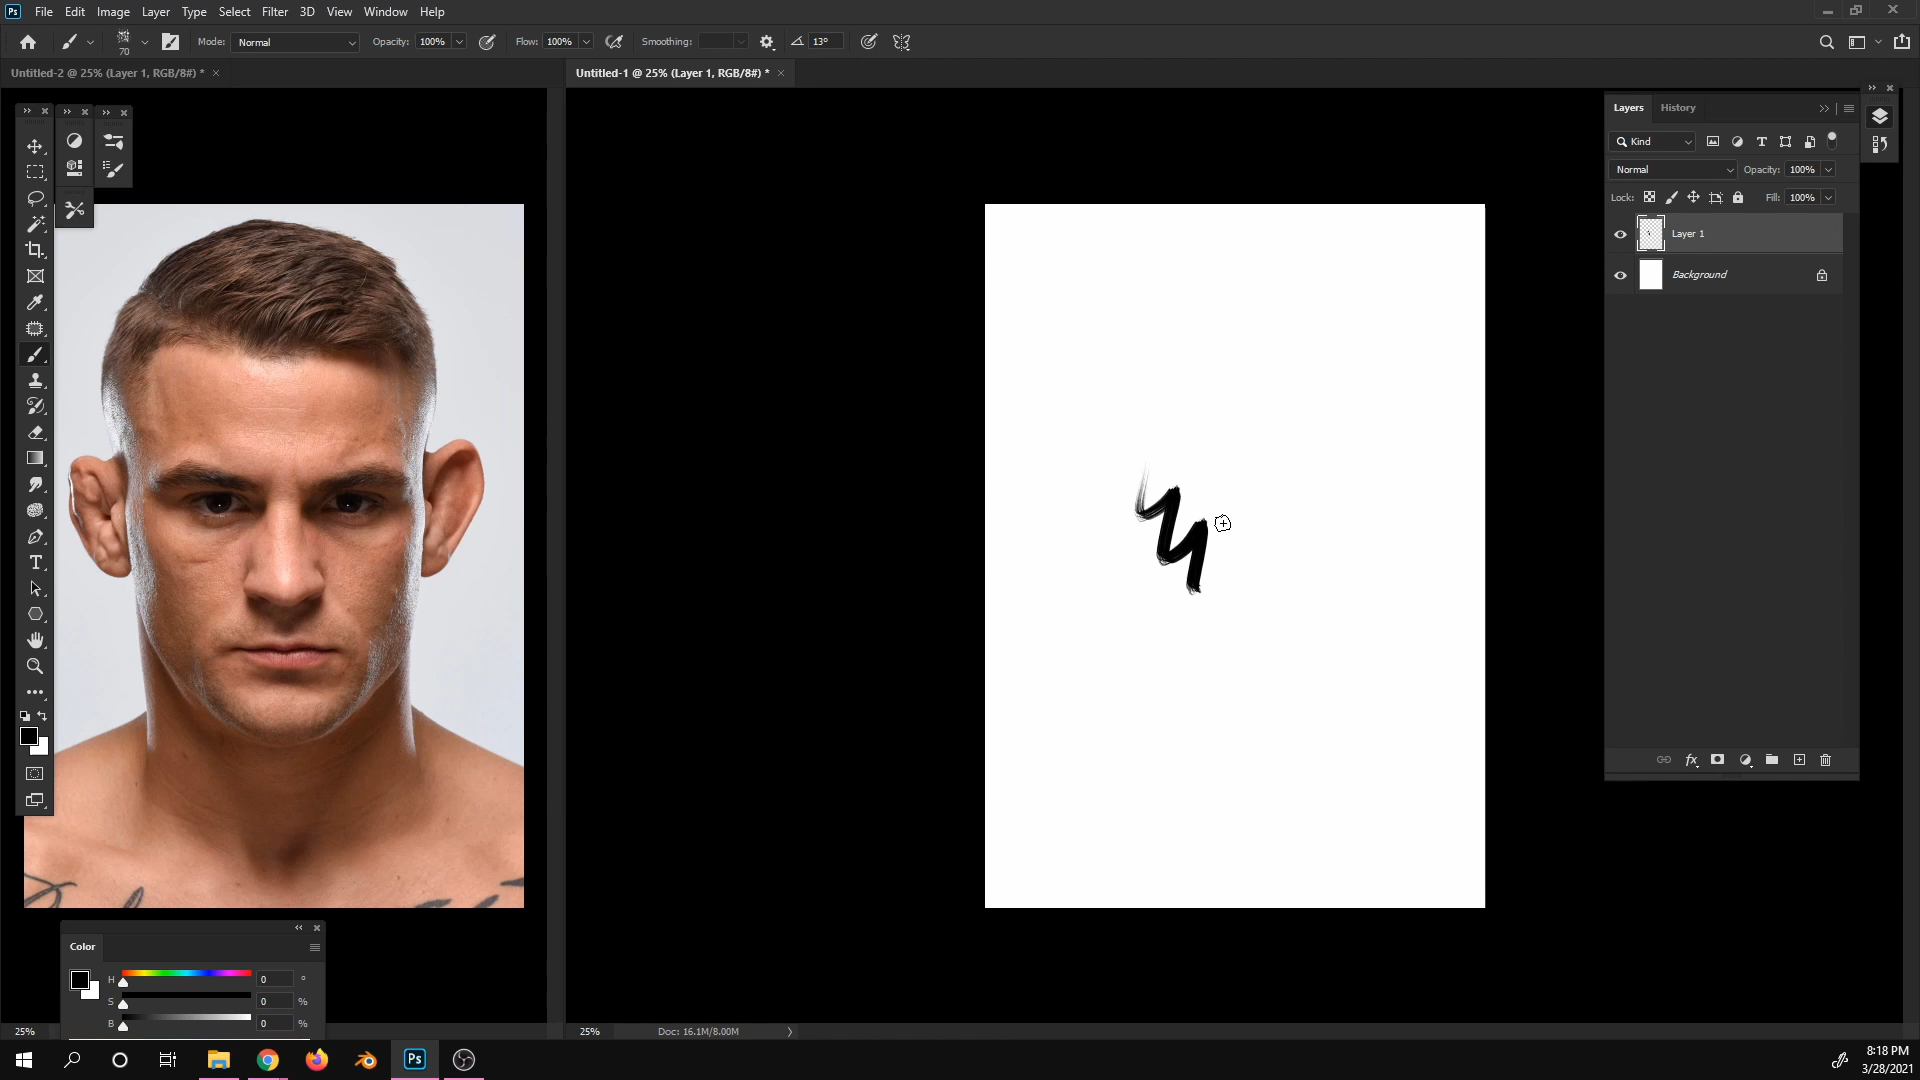 Ps File Edit Image Layer Type Select Filter 3D View Window Help
70 Mode: Normal Opacity: 100% Flow: 100% Smoothing: 13°
Untitled-2 @ 25% (Layer 1, RGB/8#) *
Untitled-1 @ 25% (Layer 1, RGB/8#) *
Layers History
Kind
Normal Opacity: 100%
Lock: Fill: 100%
Layer 1
Background
fx
Color
H 0 °
S 0 %
B 0 %
25%
25% Doc: 16.1M/8.00M
Ps
8:18 PM
3/28/2021